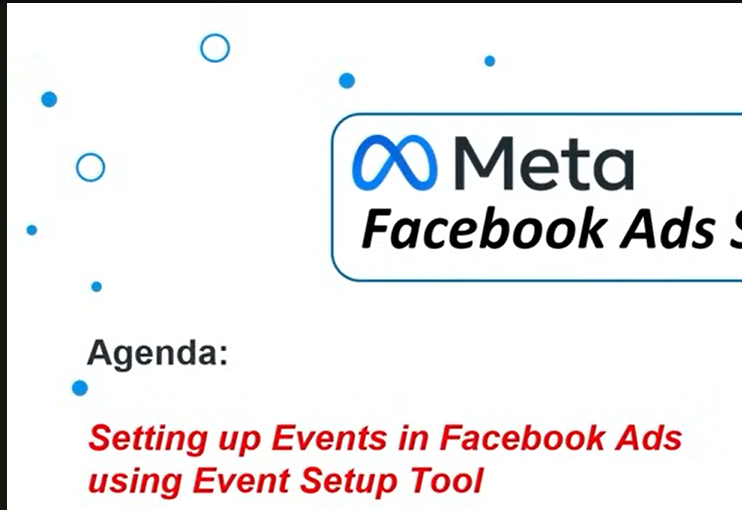 Meta
Facebook Ads
Agenda:
Setting up Events in Facebook Ads
using Event Setup Tool